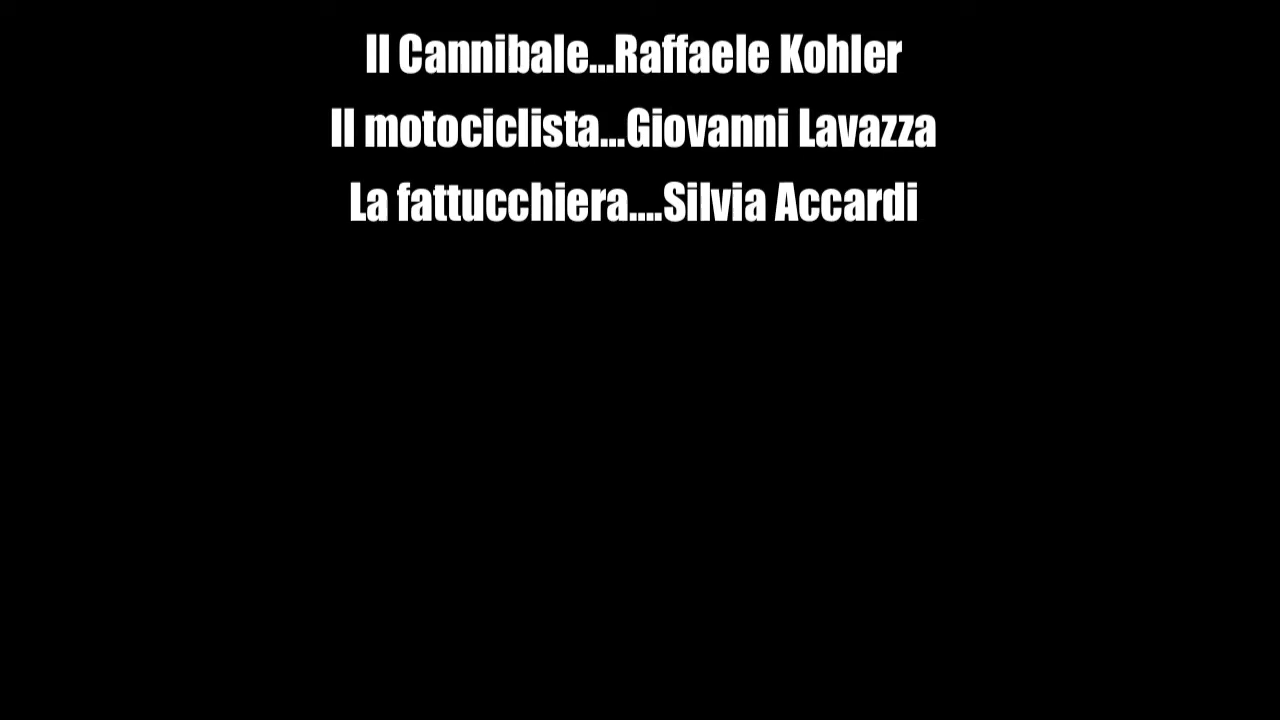 Il Cannibale...Raffaele Kohler
Il motociclista...Giovanni Lavazza
La fattucchiera....Silvia Accardi